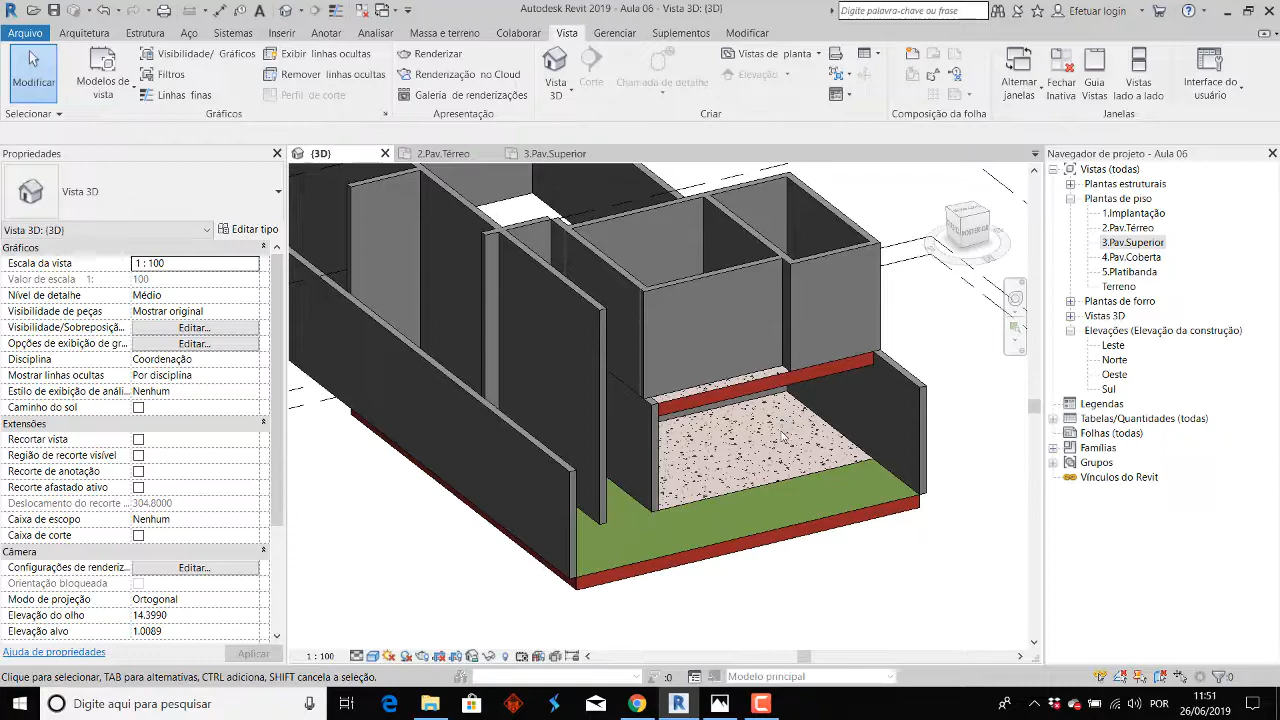 Autodesk Revit 2019 - Aula 06 - Vista 3D: {3D}
Digite palavra-chave ou frase
Efetuar login
Arquivo Arquitetura Estrutura Aço Sistemas Inserir Anotar Analisar Massa e terreno Colaborar Vista Gerenciar Suplementos Modificar
Modificar
Selecionar
Modelos de vista
Visibilidade/ Gráficos
Filtros
Linhas finas
Exibir linhas ocultas
Remover linhas ocultas
Perfil de corte
Gráficos
Renderizar
Renderização no Cloud
Galeria de renderizações
Apresentação
Vista 3D
Corte
Chamada de detalhe
Vistas de planta
Elevação
Criar
Composição da folha
Alternar janelas
Fechar Inativa
Guia Vistas
Vistas lado a lado
Janelas
Interface do usuário
Propriedades
{3D}
2.Pav.Térreo
3.Pav.Superior
Navegador de projeto - Aula 06
Vista 3D
Vista 3D: {3D}
Editar tipo
Gráficos
Escala da vista 1 : 100
Valor de escala 1: 100
Nível de detalhe Médio
Visibilidade de peças Mostrar original
Visibilidade/Sobreposiçã... Editar...
Opções de exibição de gr... Editar...
Disciplina Coordenação
Mostrar linhas ocultas Por disciplina
Estilo de exibição de análi... Nenhum
Caminho do sol
Extensões
Recortar vista
Região de recorte visível
Recorte de anotação
Recorte afastado ativo
Deslocamento do recorte ... 304.8000
Caixa de escopo Nenhum
Caixa de corte
Câmera
Configurações de renderiz... Editar...
Orientação bloqueada
Modo de projeção Ortogonal
Elevação do olho 14.3990
Elevação alvo 1.0089
Ajuda de propriedades
Aplicar
Vistas (todas)
Plantas estruturais
Plantas de piso
1.Implantação
2.Pav.Térreo
3.Pav.Superior
4.Pav.Coberta
5.Platibanda
Terreno
Plantas de forro
Vistas 3D
Elevações (Elevação da construção)
Leste
Norte
Oeste
Sul
Legendas
Tabelas/Quantidades (todas)
Folhas (todas)
Famílias
Grupos
Vínculos do Revit
1 : 100
Clique para selecionar, TAB para alternativas, CTRL adiciona, SHIFT cancela a seleção.
:0
Modelo principal
:0
Digite aqui para pesquisar
POR
11:51
26/06/2019